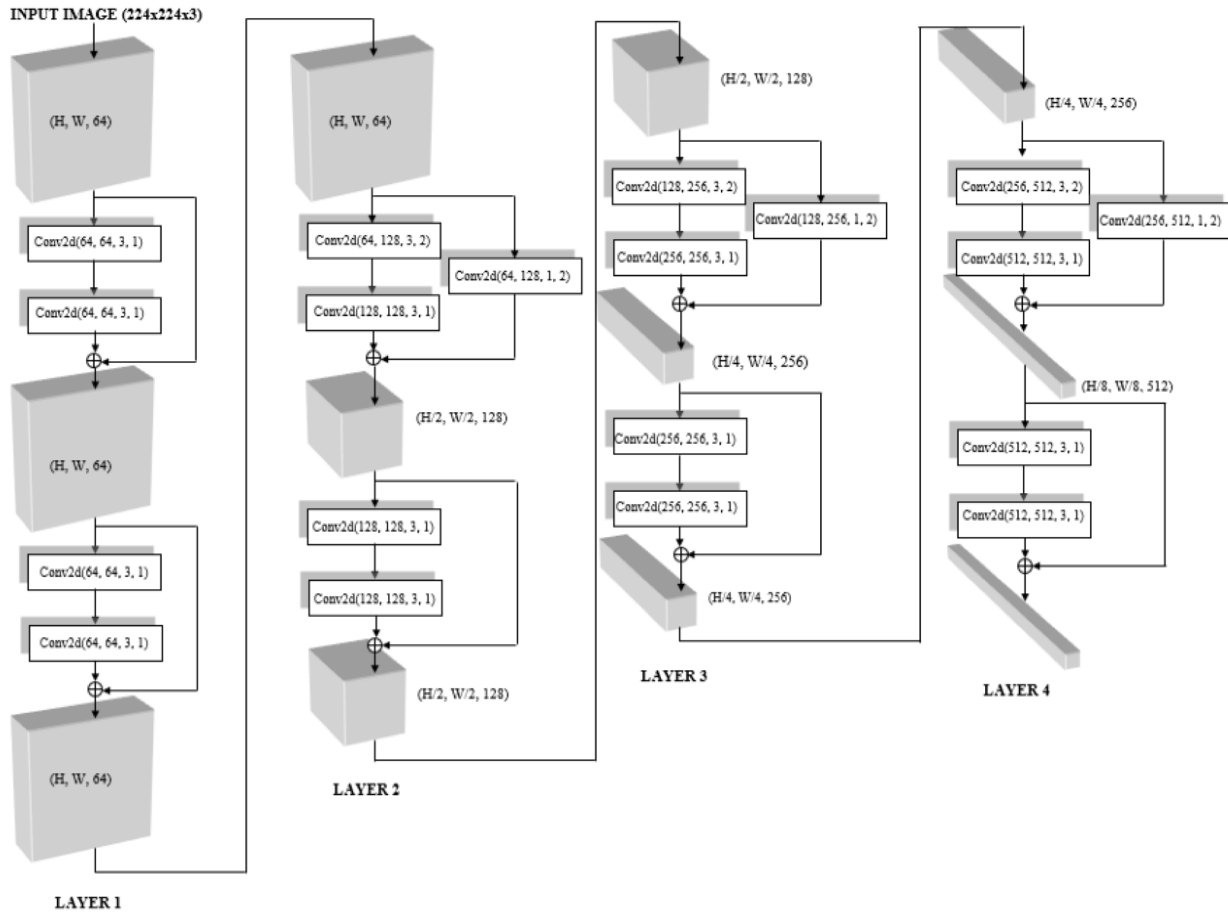 INPUT IMAGE (224x224x3)
(H, W, 64)
Conv2d(64, 64, 3, 1)
Conv2d(64, 64, 3, 1)
(H, W, 64)
Conv2d(64, 64, 3, 1)
Conv2d(64, 64, 3, 1)
(H, W, 64)
LAYER 1
(H, W, 64)
Conv2d(64, 128, 3, 2)
Conv2d(64, 128, 1, 2)
Conv2d(128, 128, 3, 1)
(H/2, W/2, 128)
Conv2d(128, 128, 3, 1)
Conv2d(128, 128, 3, 1)
(H/2, W/2, 128)
LAYER 2
(H/2, W/2, 128)
Conv2d(128, 256, 3, 2)
Conv2d(128, 256, 1, 2)
Conv2d(256, 256, 3, 1)
(H/4, W/4, 256)
Conv2d(256, 256, 3, 1)
Conv2d(256, 256, 3, 1)
(H/4, W/4, 256)
LAYER 3
(H/4, W/4, 256)
Conv2d(256, 512, 3, 2)
Conv2d(256, 512, 1, 2)
Conv2d(512, 512, 3, 1)
(H/8, W/8, 512)
Conv2d(512, 512, 3, 1)
Conv2d(512, 512, 3, 1)
LAYER 4